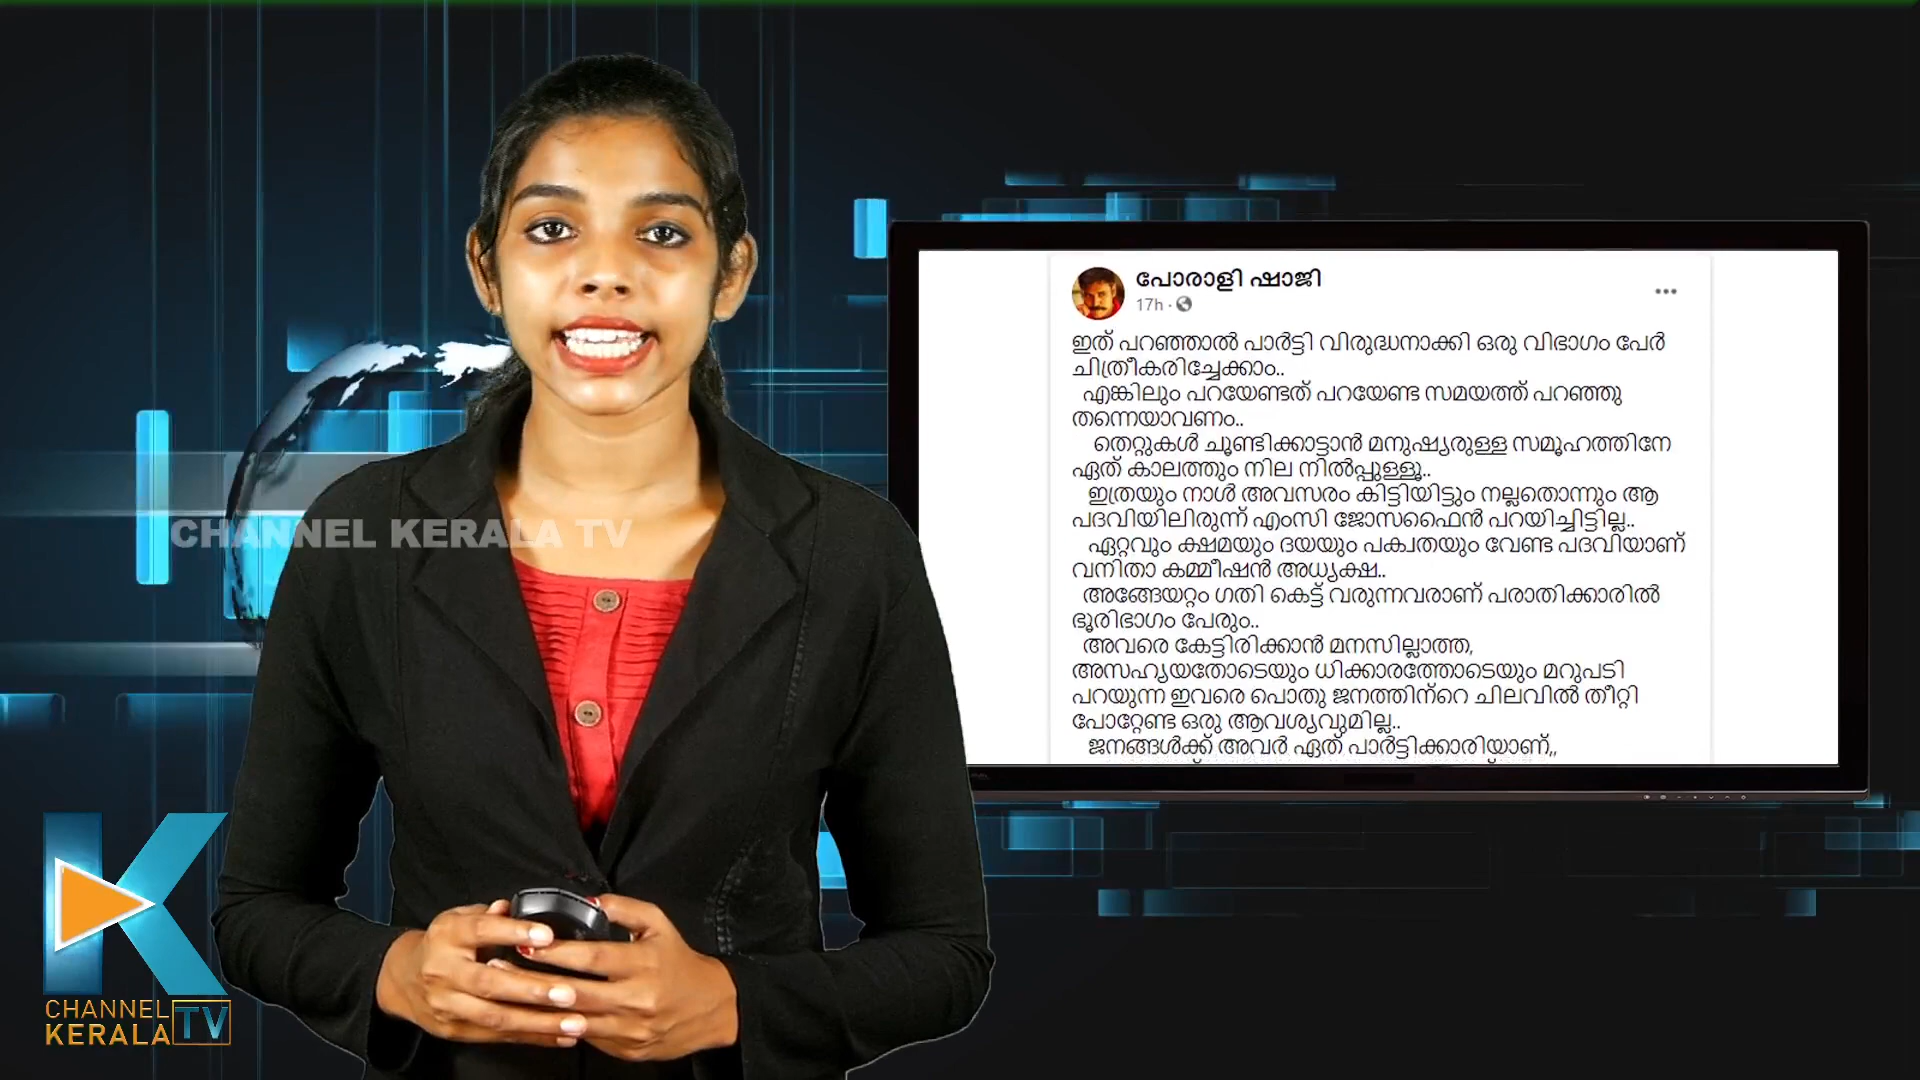 പോരാളി ഷാജി
17h ·
ഇത് പറഞ്ഞാൽ പാർട്ടി വിരുദ്ധനാക്കി ഒരു വിഭാഗം പേർ
ചിത്രീകരിച്ചേക്കാം..
എങ്കിലും പറയേണ്ടത് പറയേണ്ട സമയത്ത് പറഞ്ഞു
തന്നെയാവണം..
തെറ്റുകൾ ചൂണ്ടിക്കാട്ടാൻ മനുഷ്യരുള്ള സമൂഹത്തിനേ
ഏത് കാലത്തും നില നിൽപ്പുള്ളൂ..
ഇത്രയും നാൾ അവസരം കിട്ടിയിട്ടും നല്ലതൊന്നും ആ
പദവിയിലിരുന്ന് എംസി ജോസഫൈൻ പറയിച്ചിട്ടില്ല..
ഏറ്റവും ക്ഷമയും ദയയും പക്വതയും വേണ്ട പദവിയാണ്
വനിതാ കമ്മീഷൻ അധ്യക്ഷ..
അങ്ങേയറ്റം ഗതി കെട്ട് വരുന്നവരാണ് പരാതിക്കാരിൽ
ഭൂരിഭാഗം പേരും..
അവരെ കേട്ടിരിക്കാൻ മനസില്ലാത്ത,
അസഹ്യയതോടെയും ധിക്കാരത്തോടെയും മറുപടി
പറയുന്ന ഇവരെ പൊതു ജനത്തിൻറെ ചിലവിൽ തീറ്റി
പോറ്റേണ്ട ഒരു ആവശ്യവുമില്ല..
ജനങ്ങൾക്ക് അവർ ഏത് പാർട്ടിക്കാരിയാണ്,,
CHANNEL KERALA TV
K
CHANNEL
KERALA TV